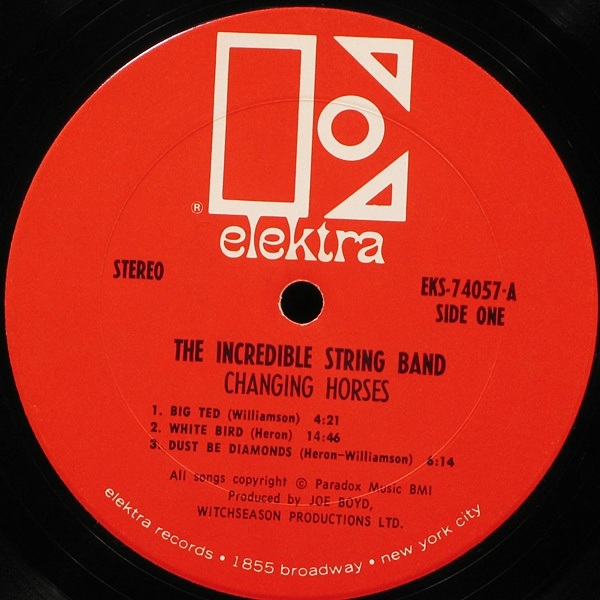 ®
elektra
STEREO
EKS-74057-A
SIDE ONE
THE INCREDIBLE STRING BAND
CHANGING HORSES
1. BIG TED (Williamson) 4:21
2. WHITE BIRD (Heron) 14:46
3. DUST BE DIAMONDS (Heron-Williamson) 6:14
All songs copyright © Paradox Music BMI
Produced by JOE BOYD,
WITCHSEASON PRODUCTIONS LTD.
elektra records • 1855 broadway • new york city